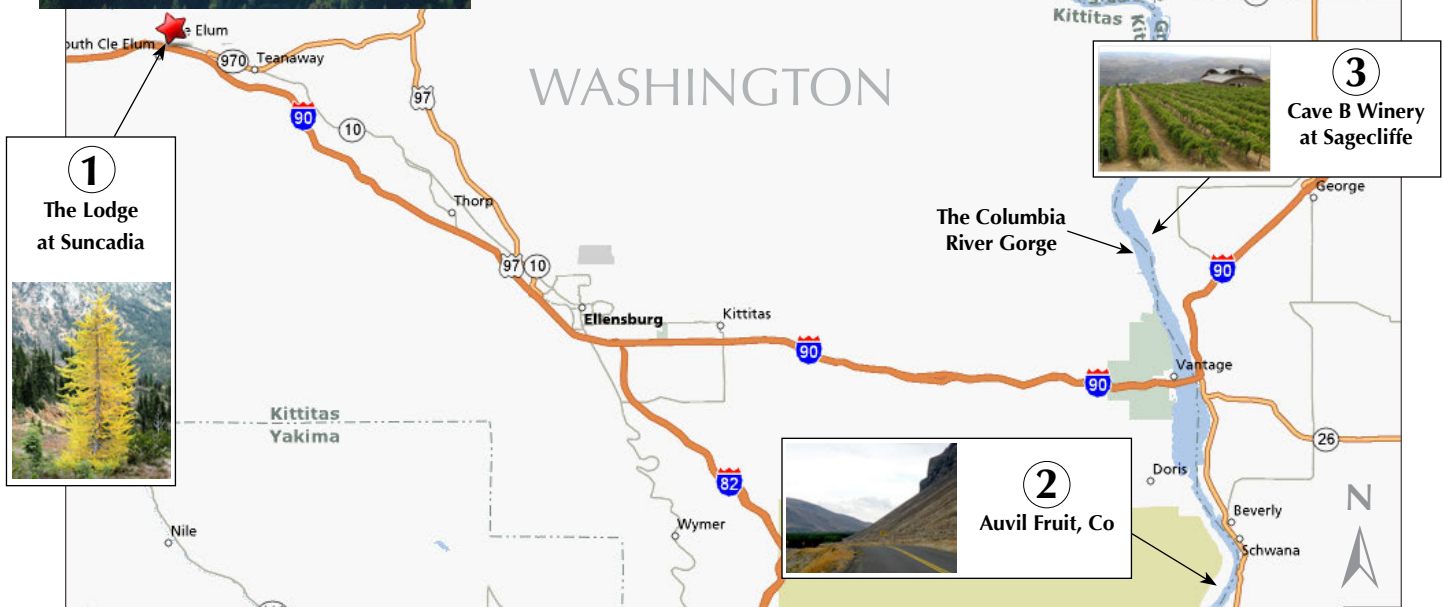 Kittitas
e Elum
outh Cle Elum
970
Teanaway
97
WASHINGTON
3
Cave B Winery
at Sagecliffe
90
10
1
The Lodge
at Suncadia
Thorp
George
The Columbia
River Gorge
97
10
90
Ellensburg
Kittitas
90
90
Vantage
Kittitas
Yakima
26
82
2
Auvil Fruit, Co
Doris
N
Nile
Wymer
Beverly
Schwana